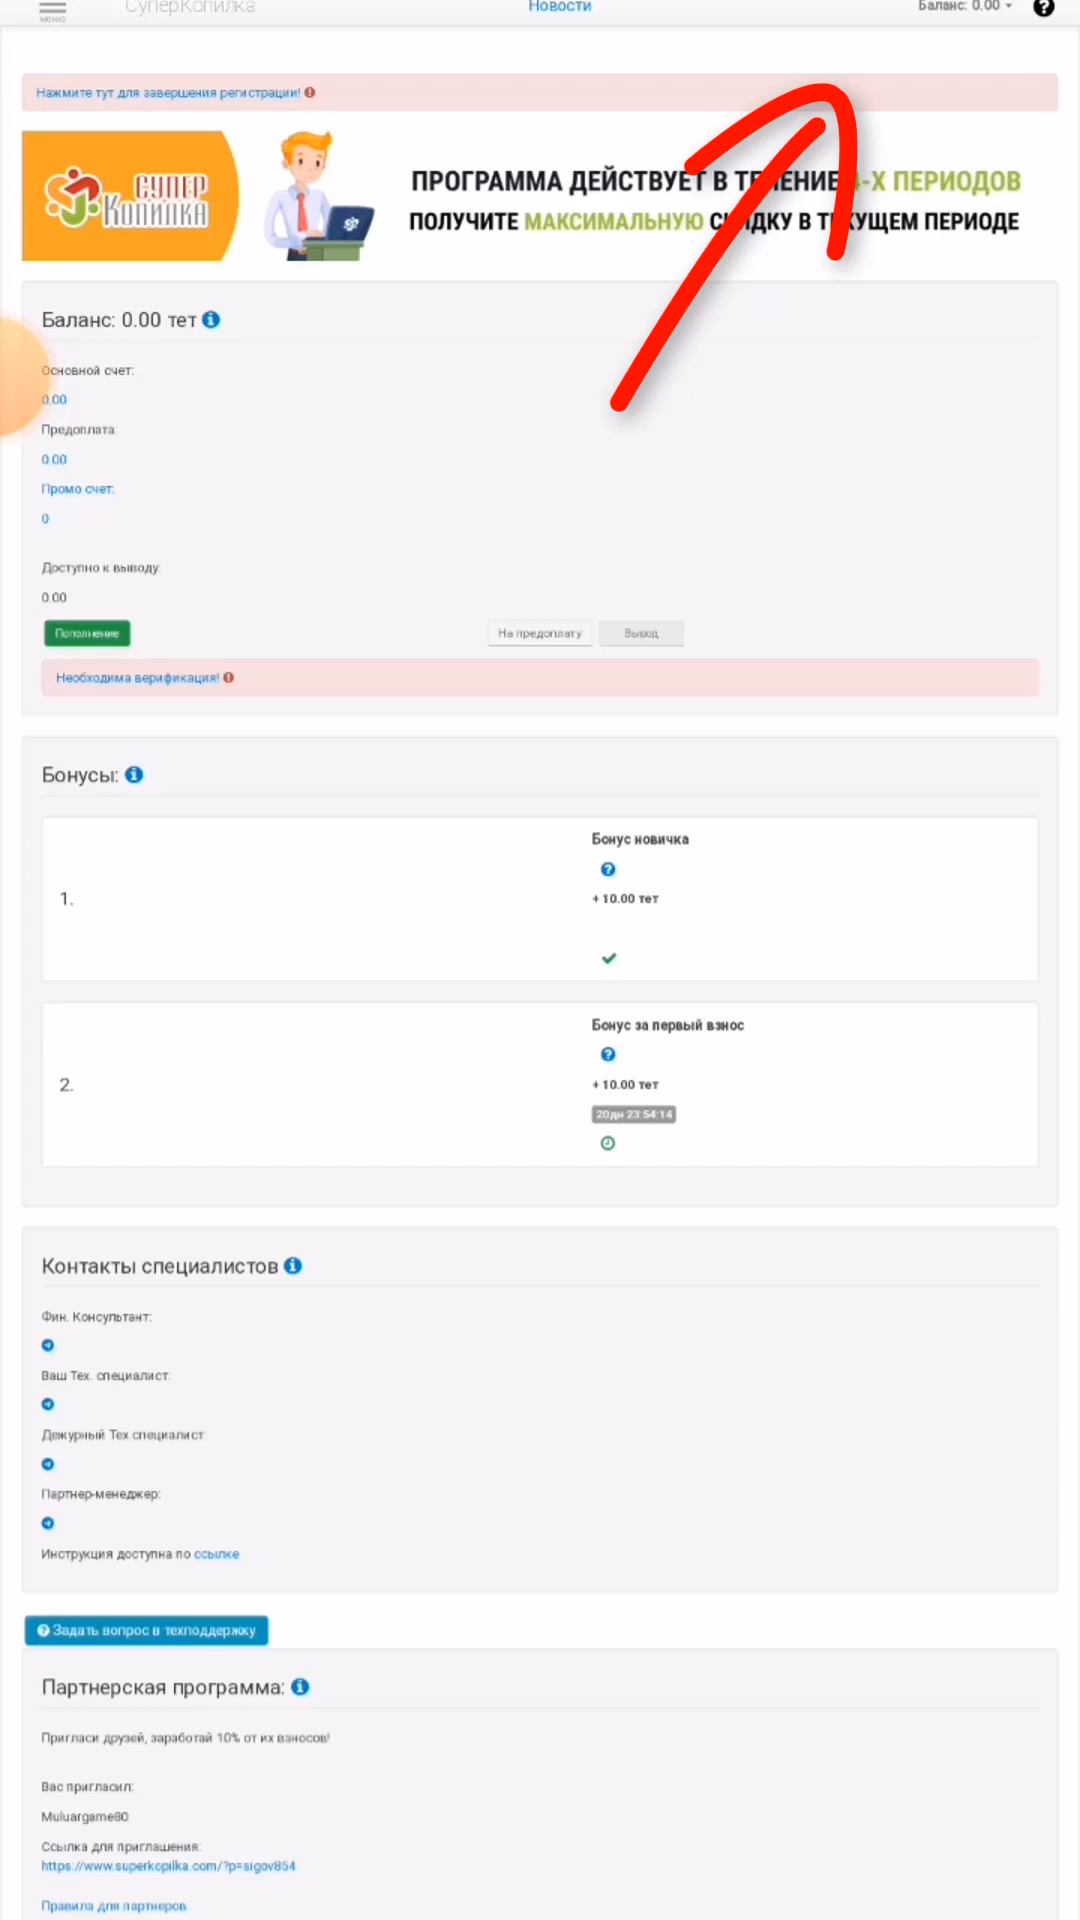 меню
СуперКопилка
Новости
Баланс: 0.00
Нажмите тут для завершения регистрации!
СУПЕР
КОПИЛКА
ПРОГРАММА ДЕЙСТВУЕТ В ТЕЧЕНИЕ 4-Х ПЕРИОДОВ
ПОЛУЧИТЕ МАКСИМАЛЬНУЮ СКИДКУ В ТЕКУЩЕМ ПЕРИОДЕ
Баланс: 0.00 тет
Основной счет:
0.00
Предоплата:
0.00
Промо счет:
0
Доступно к выводу:
0.00
Пополнение
На предоплату
Вывод
Необходима верификация!
Бонусы:
1.
Бонус новичка
+ 10.00 тет
2.
Бонус за первый взнос
+ 10.00 тет
20дн 23:54:14
Контакты специалистов
Фин. Консультант:
Ваш Тех. специалист:
Дежурный Тех специалист
Партнер-менеджер:
Инструкция доступна по ссылке
Задать вопрос в техподдержку
Партнерская программа:
Пригласи друзей, заработай 10% от их взносов!
Вас пригласил:
Muluargame80
Ссылка для приглашения:
https://www.superkopilka.com/?p=sigov854
Правила для партнеров